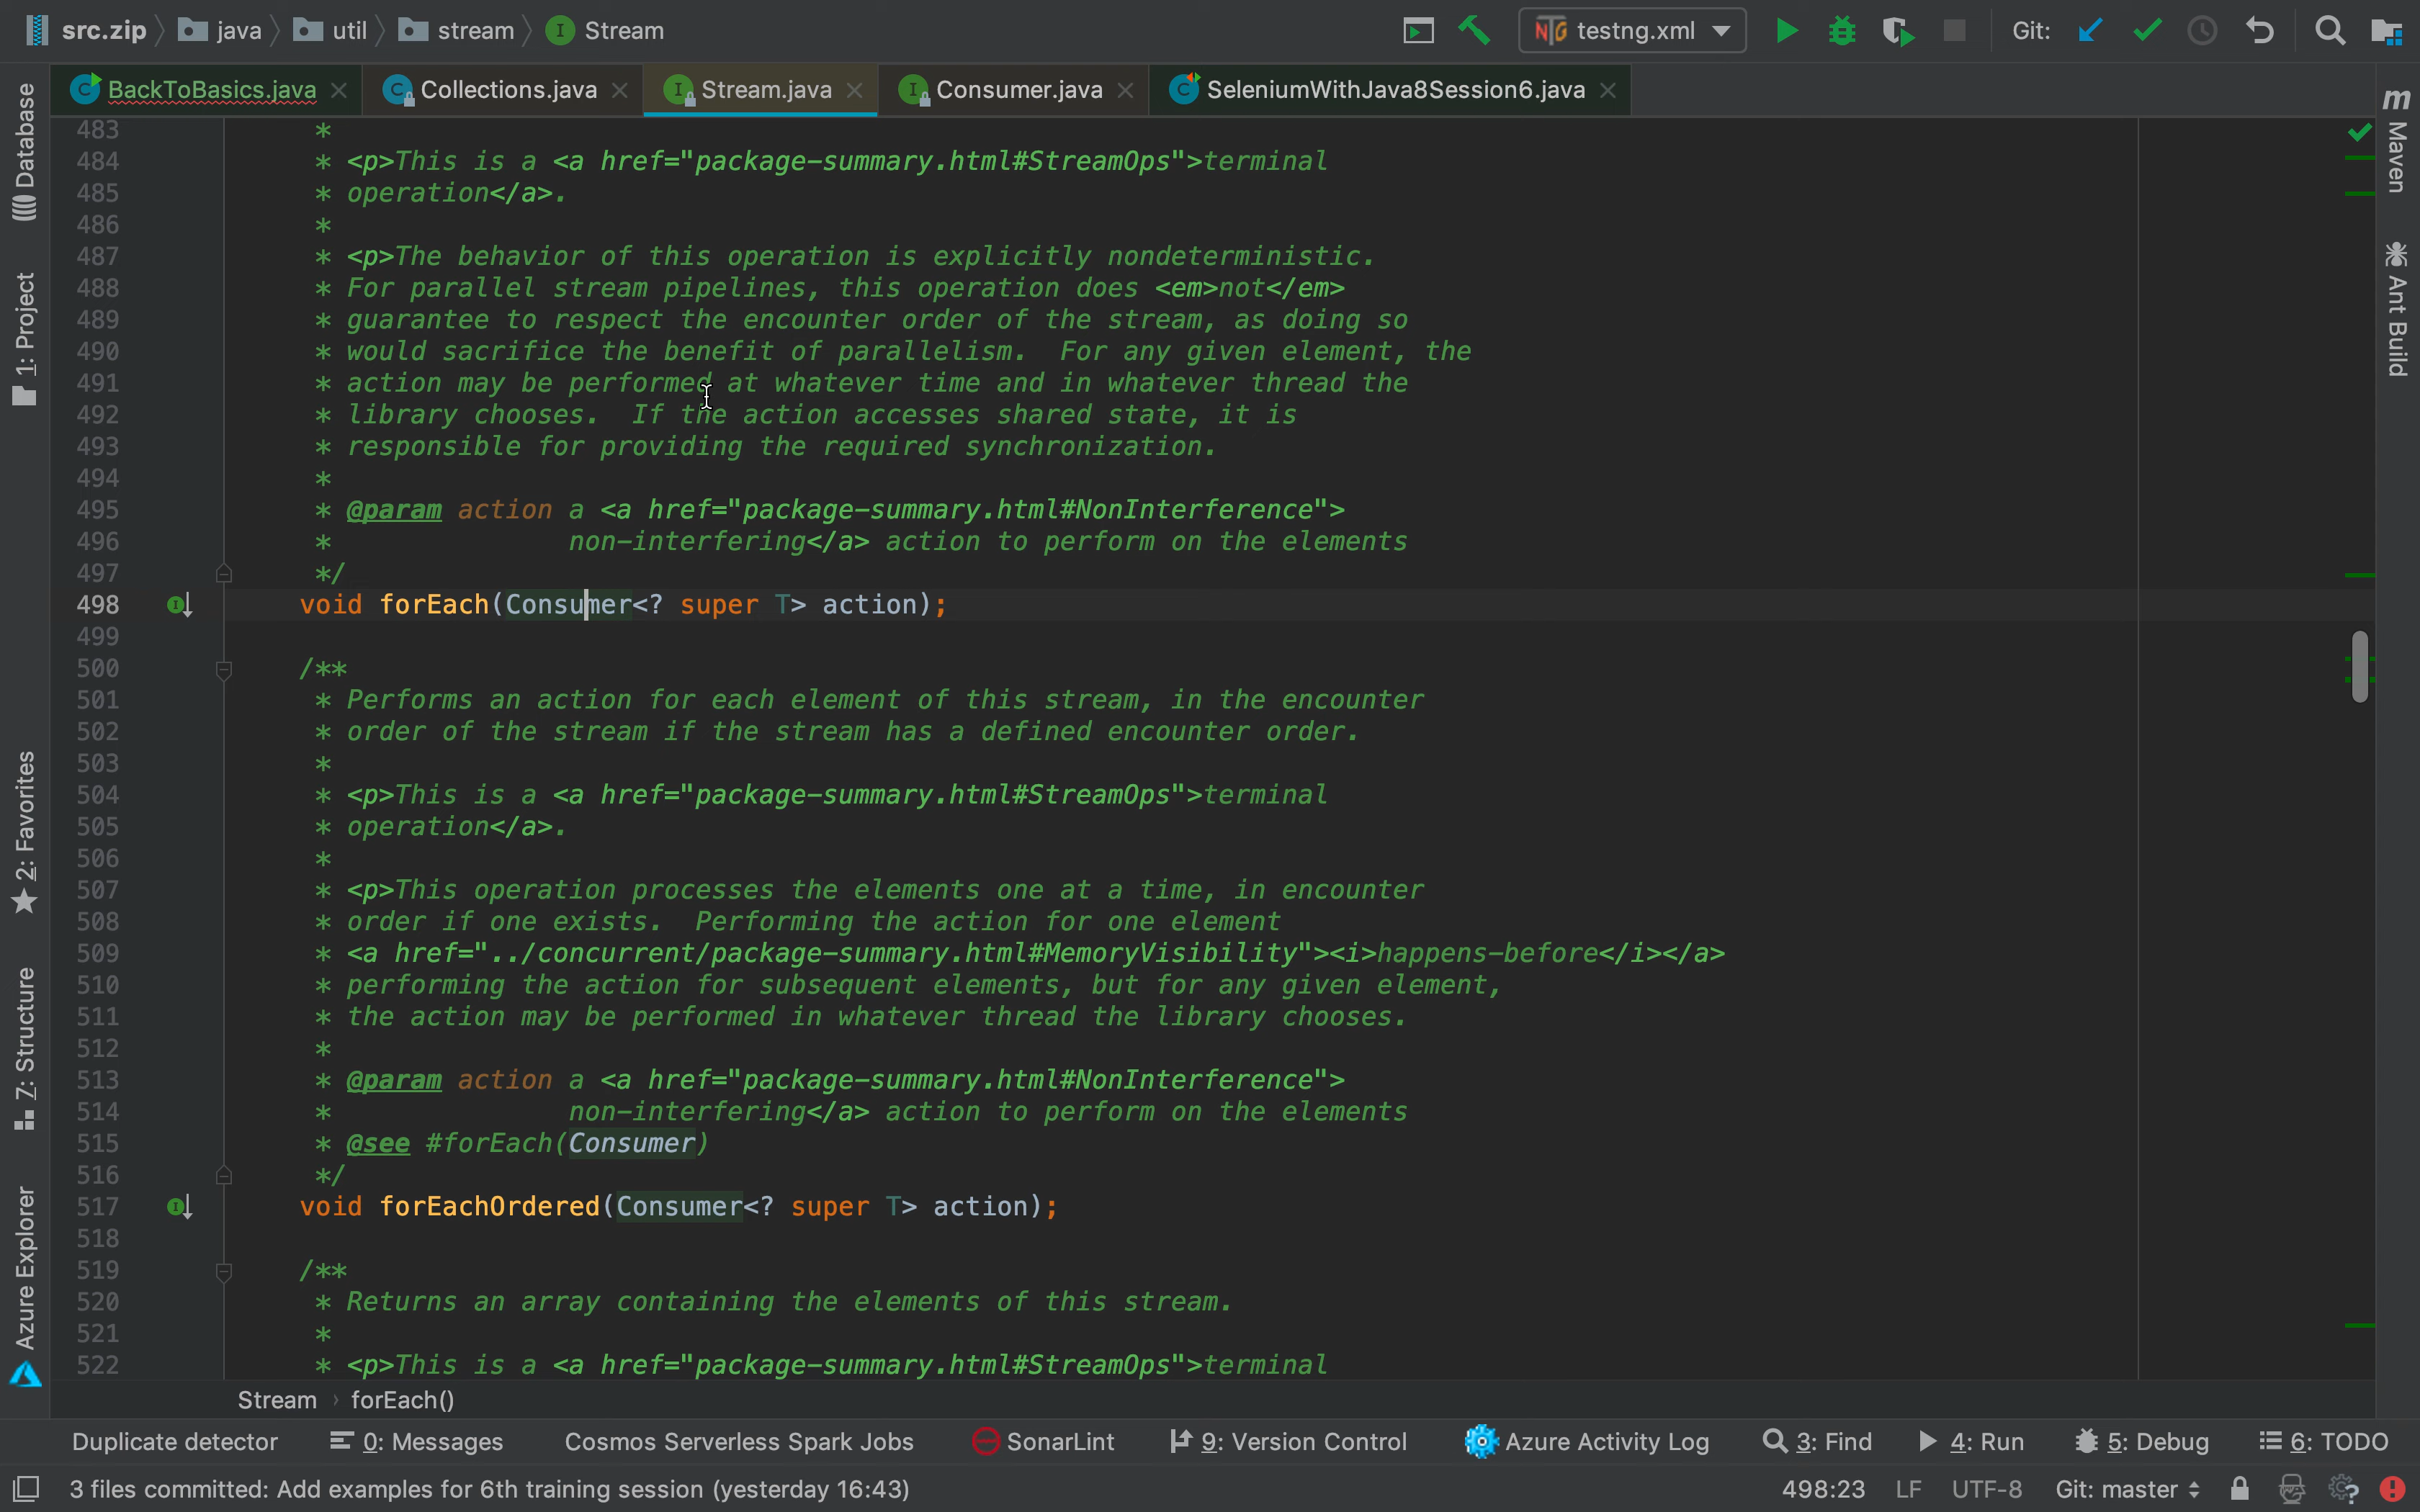 src.zip java util stream I Stream testng.xml Git:
BackToBasics.java Collections.java Stream.java Consumer.java SeleniumWithJava8Session6.java
Database
1: Project
2: Favorites
7: Structure
Azure Explorer
483 *
484 * <p>This is a <a href="package-summary.html#StreamOps">terminal
485 * operation</a>.
486 *
487 * <p>The behavior of this operation is explicitly nondeterministic.
488 * For parallel stream pipelines, this operation does <em>not</em>
489 * guarantee to respect the encounter order of the stream, as doing so
490 * would sacrifice the benefit of parallelism.  For any given element, the
491 * action may be performed at whatever time and in whatever thread the
492 * library chooses.  If the action accesses shared state, it is
493 * responsible for providing the required synchronization.
494 *
495 * @param action a <a href="package-summary.html#NonInterference">
496 *               non-interfering</a> action to perform on the elements
497 */
498 void forEach(Consumer<? super T> action);
499
500 /**
501 * Performs an action for each element of this stream, in the encounter
502 * order of the stream if the stream has a defined encounter order.
503 *
504 * <p>This is a <a href="package-summary.html#StreamOps">terminal
505 * operation</a>.
506 *
507 * <p>This operation processes the elements one at a time, in encounter
508 * order if one exists.  Performing the action for one element
509 * <a href="../concurrent/package-summary.html#MemoryVisibility"><i>happens-before</i></a>
510 * performing the action for subsequent elements, but for any given element,
511 * the action may be performed in whatever thread the library chooses.
512 *
513 * @param action a <a href="package-summary.html#NonInterference">
514 *               non-interfering</a> action to perform on the elements
515 * @see #forEach(Consumer)
516 */
517 void forEachOrdered(Consumer<? super T> action);
518
519 /**
520 * Returns an array containing the elements of this stream.
521 *
522 * <p>This is a <a href="package-summary.html#StreamOps">terminal
m Maven
Ant Build
Stream › forEach()
Duplicate detector 0: Messages Cosmos Serverless Spark Jobs SonarLint 9: Version Control Azure Activity Log 3: Find 4: Run 5: Debug 6: TODO
3 files committed: Add examples for 6th training session (yesterday 16:43) 498:23 LF UTF-8 Git: master